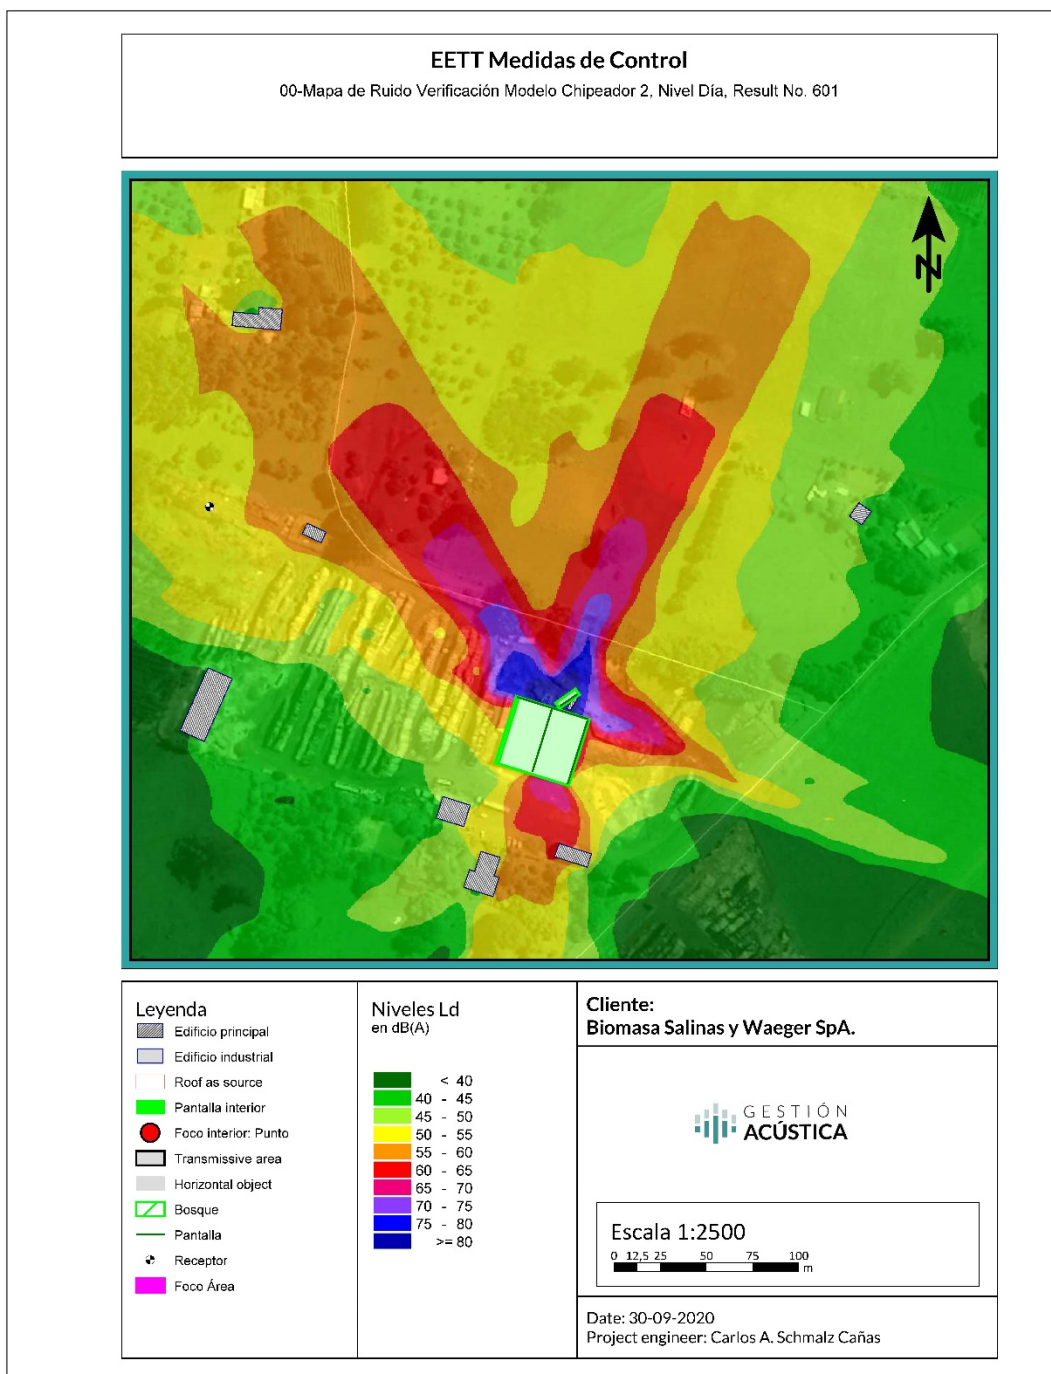 EETT Medidas de Control
00-Mapa de Ruido Verificación Modelo Chipeador 2, Nivel Día, Result No. 601
N
Leyenda
Edificio principal
Edificio industrial
Roof as source
Pantalla interior
Foco interior: Punto
Transmissive area
Horizontal object
Bosque
Pantalla
Receptor
Foco Área
Niveles Ld
en dB(A)
< 40
40 - 45
45 - 50
50 - 55
55 - 60
60 - 65
65 - 70
70 - 75
75 - 80
>= 80
Cliente:
Biomasa Salinas y Waeger SpA.
GESTIÓN
ACÚSTICA
Escala 1:2500
0 12,5 25 50 75 100
m
Date: 30-09-2020
Project engineer: Carlos A. Schmalz Cañas